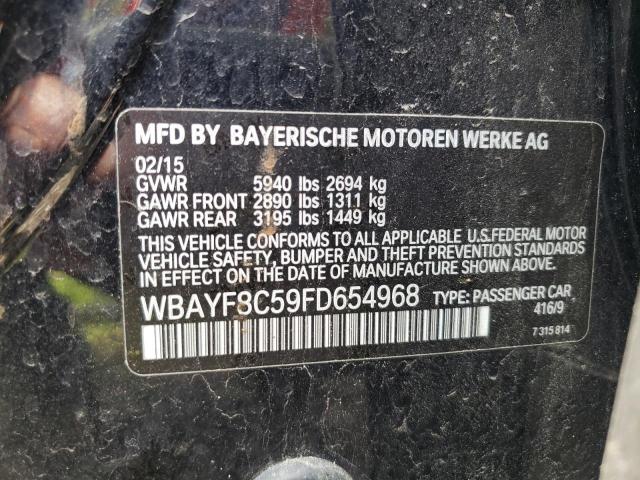 MFD BY BAYERISCHE MOTOREN WERKE AG
02/15
GVWR 5940 lbs 2694 kg
GAWR FRONT 2890 lbs 1311 kg
GAWR REAR 3195 lbs 1449 kg
THIS VEHICLE CONFORMS TO ALL APPLICABLE U.S.FEDERAL MOTOR
VEHICLE SAFETY, BUMPER AND THEFT PREVENTION STANDARDS
IN EFFECT ON THE DATE OF MANUFACTURE SHOWN ABOVE.
WBAYF8C59FD654968 TYPE: PASSENGER CAR
416/9
7 315 814